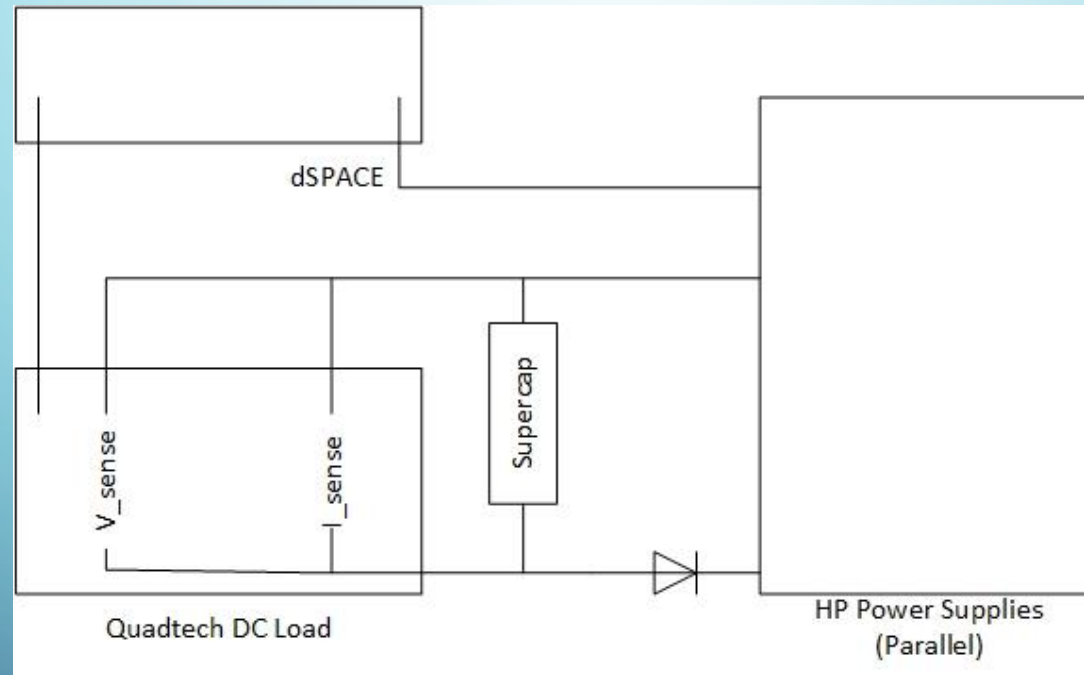 dSPACE
V_sense
I_sense
Supercap
Quadtech DC Load
HP Power Supplies
(Parallel)